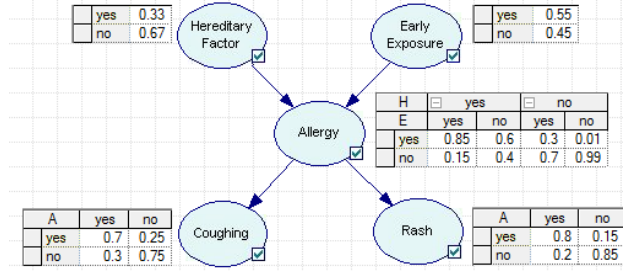 yes 0.33
no 0.67
Hereditary
Factor
Early
Exposure
yes 0.55
no 0.45
Allergy
H yes no
E yes no yes no
yes 0.85 0.6 0.3 0.01
no 0.15 0.4 0.7 0.99
A yes no
yes 0.7 0.25
no 0.3 0.75
Coughing
Rash
A yes no
yes 0.8 0.15
no 0.2 0.85